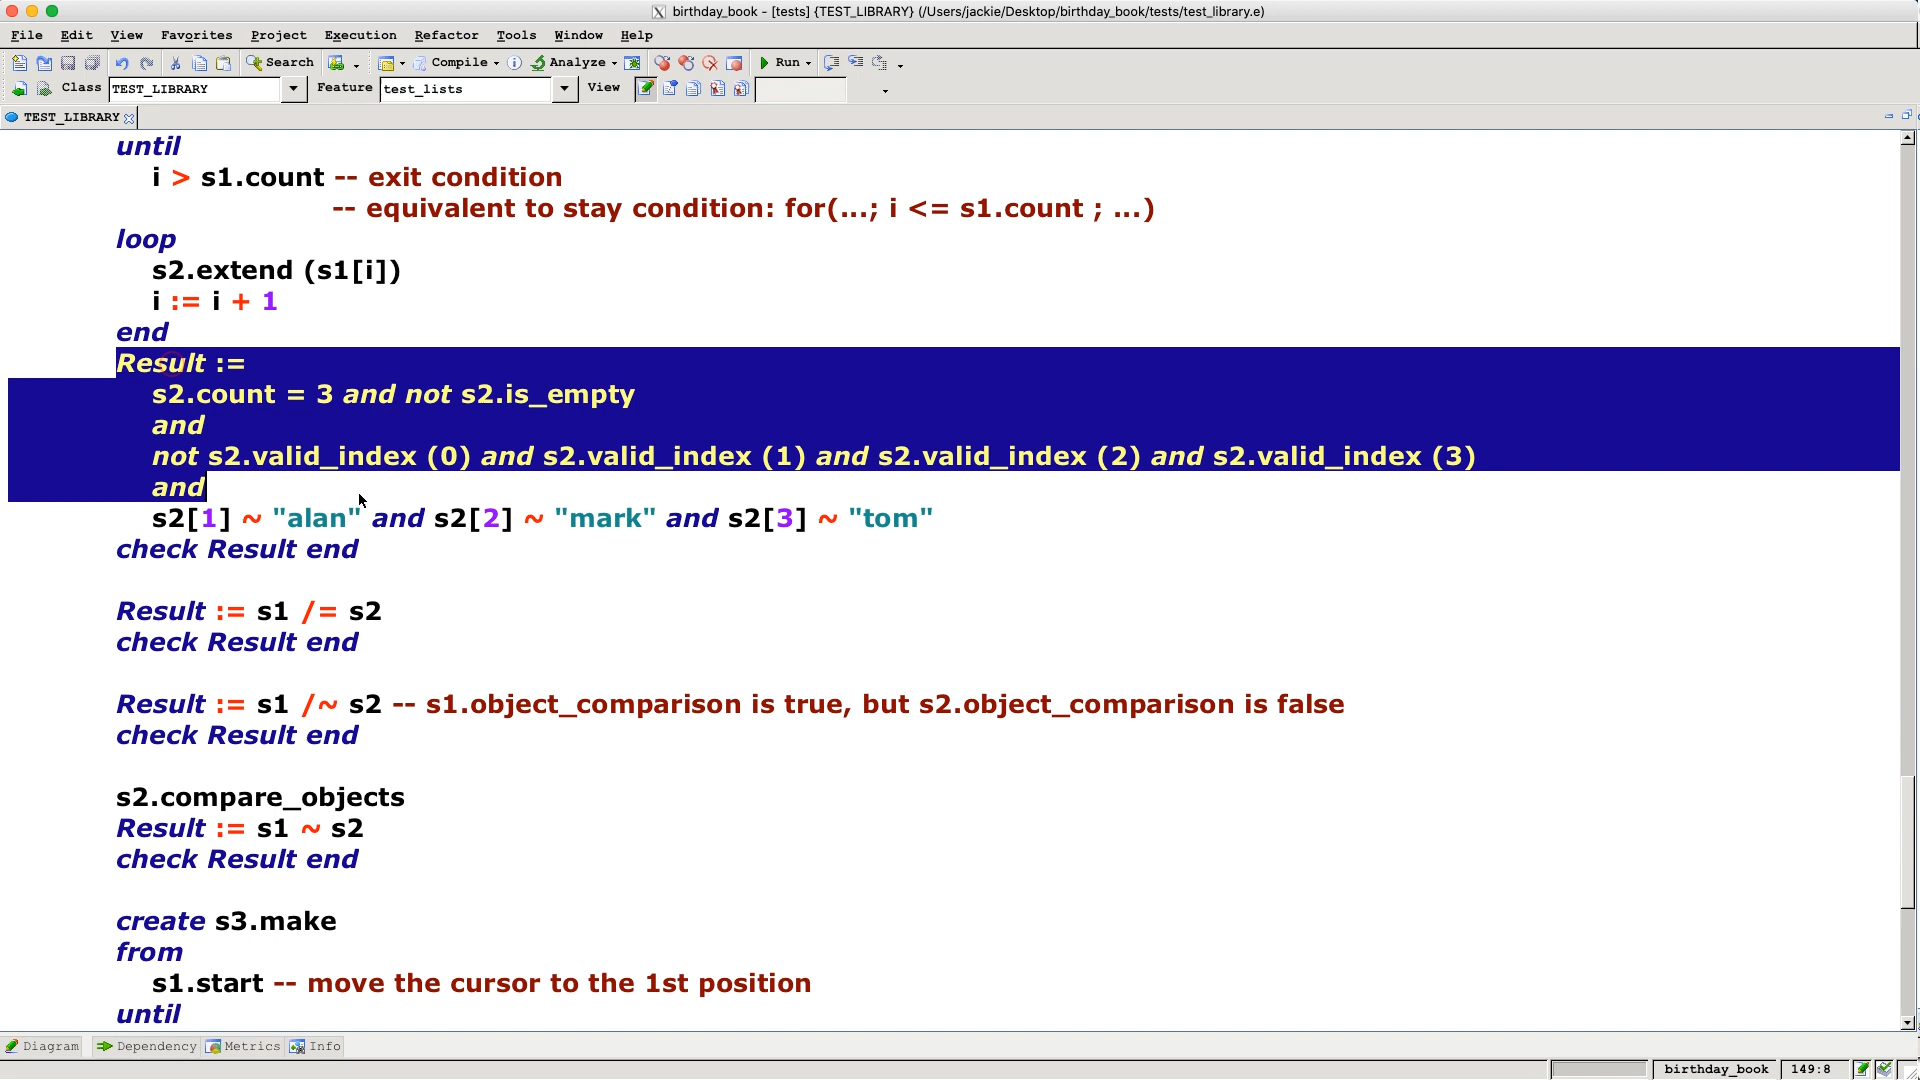 birthday_book - [tests] {TEST_LIBRARY} (/Users/jackie/Desktop/birthday_book/tests/test_library.e)
File Edit View Favorites Project Execution Refactor Tools Window Help
Search Compile Analyze Run
Class TEST_LIBRARY Feature test_lists View
TEST_LIBRARY
until
i > s1.count -- exit condition
-- equivalent to stay condition: for(...; i <= s1.count ; ...)
loop
s2.extend (s1[i])
i := i + 1
end
Result :=
s2.count = 3 and not s2.is_empty
and
not s2.valid_index (0) and s2.valid_index (1) and s2.valid_index (2) and s2.valid_index (3)
and
s2[1] ~ "alan" and s2[2] ~ "mark" and s2[3] ~ "tom"
check Result end
Result := s1 /= s2
check Result end
Result := s1 /~ s2 -- s1.object_comparison is true, but s2.object_comparison is false
check Result end
s2.compare_objects
Result := s1 ~ s2
check Result end
create s3.make
from
s1.start -- move the cursor to the 1st position
until
Diagram Dependency Metrics Info
birthday_book 149:8